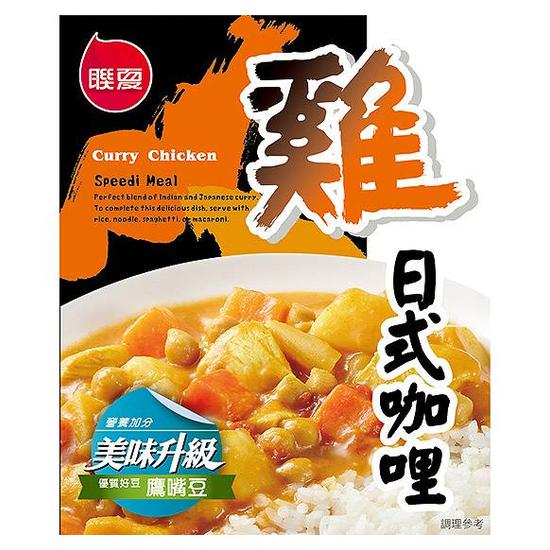 聯夏
雞
Curry Chicken
Speedi Meal
Perfect blend of Indian and Japanese curry.
To complete this delicious dish, serve with
rice, noodle, spaghetti, or macaroni.
日式咖哩
營養加分
美味升級
優質好豆 鷹嘴豆
調理參考